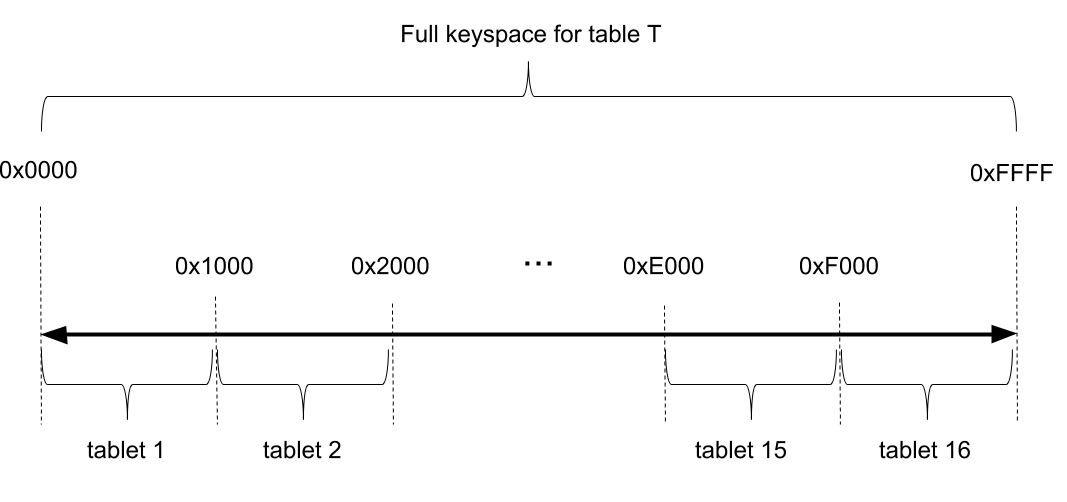 Full keyspace for table T
0x0000
0xFFFF
0x1000 0x2000 ... 0xE000 0xF000
tablet 1 tablet 2 tablet 15 tablet 16